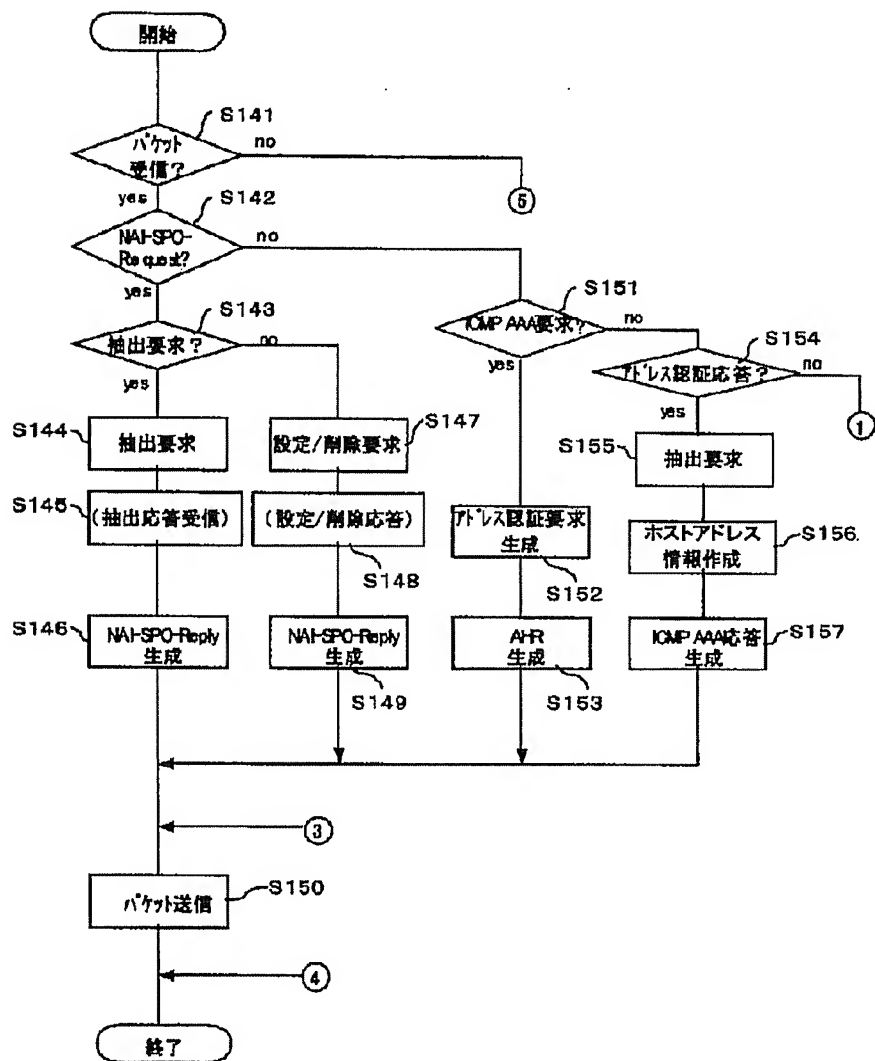 開始
S141
パケット
受信?
no
yes
⑤
S142
NAI-SPO-
Request?
no
yes
S143
抽出要求?
no
yes
S151
ICMP AAA要求?
no
yes
S154
アドレス認証応答?
no
yes
①
S144
抽出要求
S147
設定/削除要求
S155
抽出要求
S145
(抽出応答受信)
(設定/削除応答)
S148
アドレス認証要求
生成
S152
ホストアドレス
情報作成
S156.
S146
NAI-SPO-Reply
生成
NAI-SPO-Reply
生成
S149
AHR
生成
S153
ICMP AAA応答
生成
S157
③
S150
パケット送信
④
終了